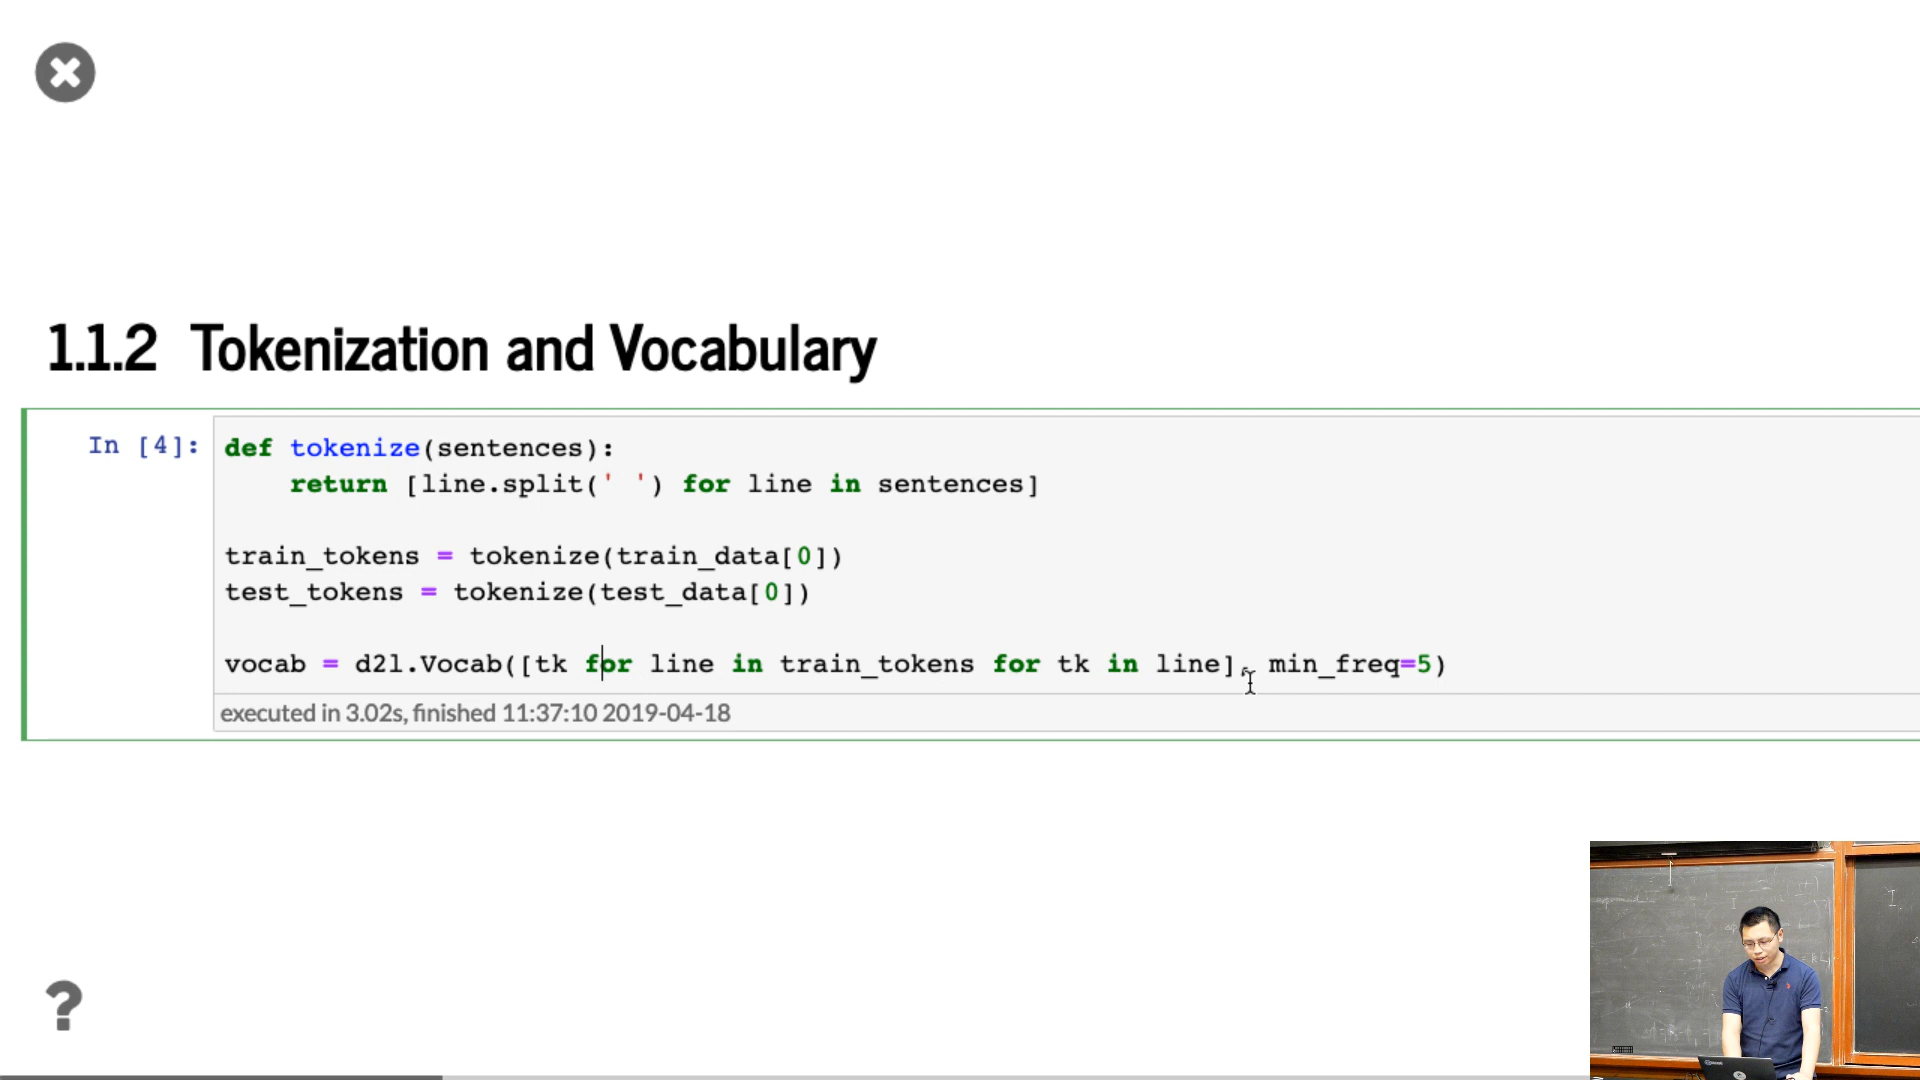 1.1.2 Tokenization and Vocabulary
In [4]:
def tokenize(sentences):
    return [line.split(' ') for line in sentences]
train_tokens = tokenize(train_data[0])
test_tokens = tokenize(test_data[0])
vocab = d2l.Vocab([tk for line in train_tokens for tk in line], min_freq=5)
executed in 3.02s, finished 11:37:10 2019-04-18
?